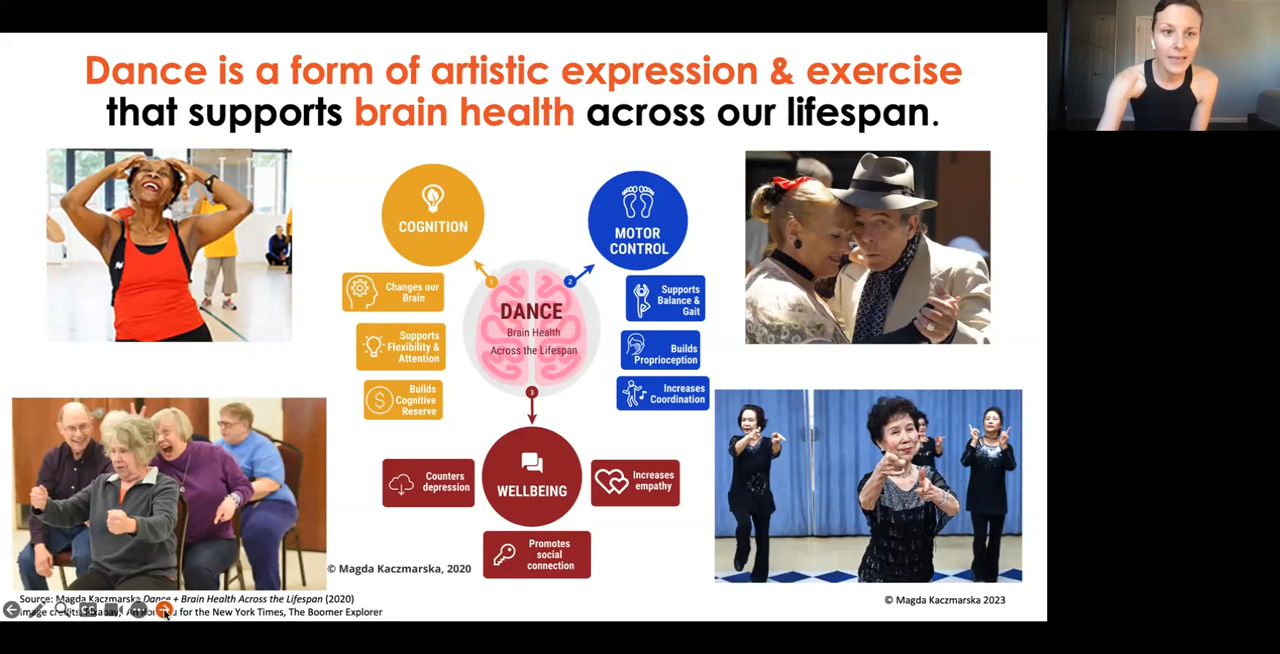 Dance is a form of artistic expression & exercise
that supports brain health across our lifespan.
COGNITION
Changes our
Brain
Supports
Flexibility &
Attention
Builds
Cognitive
Reserve
1
2
3
DANCE
Brain Health
Across the Lifespan
MOTOR
CONTROL
Supports
Balance &
Gait
Builds
Proprioception
Increases
Coordination
WELLBEING
Counters
depression
Increases
empathy
Promotes
social
connection
© Magda Kaczmarska, 2020
Source: Magda Kaczmarska Dance + Brain Health Across the Lifespan (2020)
Image credits: for the New York Times, The Boomer Explorer
© Magda Kaczmarska 2023